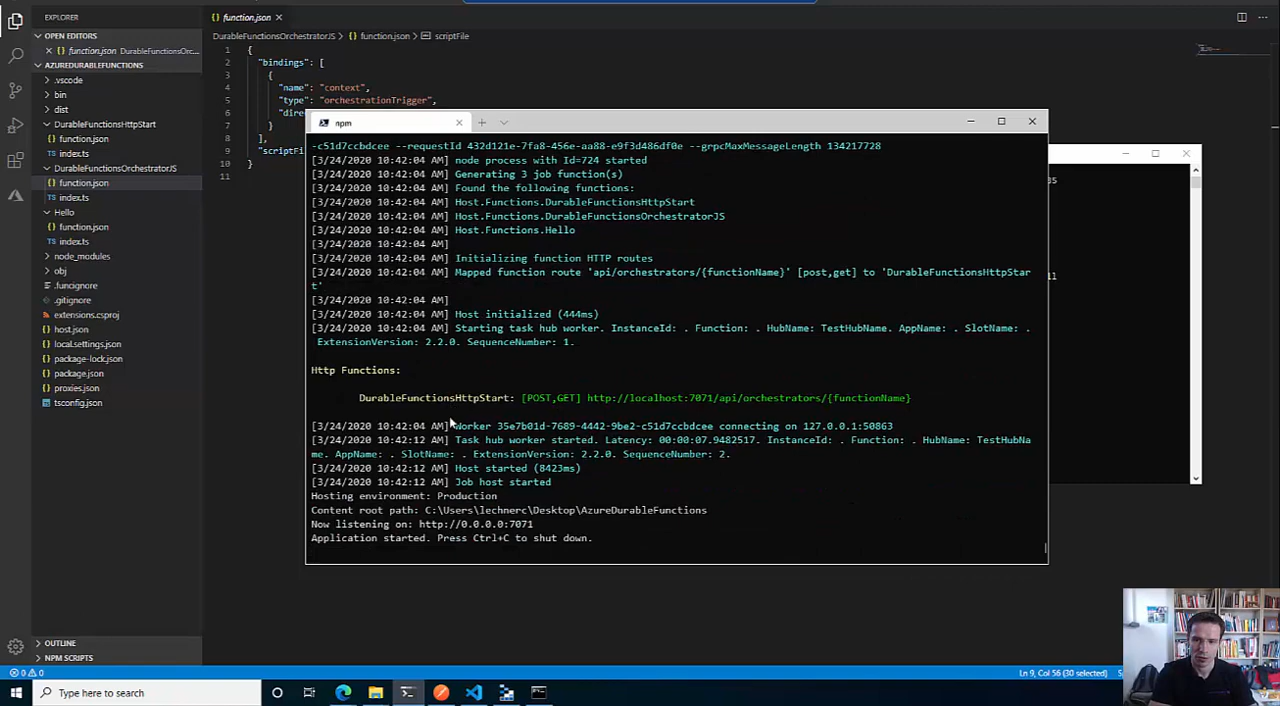 EXPLORER
OPEN EDITORS
function.json DurableFunctionsOrc...
AZUREDURABLEFUNCTIONS
.vscode
bin
dist
DurableFunctionsHttpStart
function.json
index.ts
DurableFunctionsOrchestratorJS
function.json
index.ts
Hello
function.json
index.ts
node_modules
obj
.funcignore
.gitignore
extensions.csproj
host.json
local.settings.json
package-lock.json
package.json
proxies.json
tsconfig.json
OUTLINE
NPM SCRIPTS
function.json
DurableFunctionsOrchestratorJS > function.json > scriptFile
1 {
2 "bindings": [
3 {
4 "name": "context",
5 "type": "orchestrationTrigger",
6 "dire
7 }
8 ],
9 "scriptFi
10 }
11
npm
-c51d7ccbdcee --requestId 432d121e-7fa8-456e-aa88-e9f3d486df0e --grpcMaxMessageLength 134217728
[3/24/2020 10:42:04 AM] node process with Id=724 started
[3/24/2020 10:42:04 AM] Generating 3 job function(s)
[3/24/2020 10:42:04 AM] Found the following functions:
[3/24/2020 10:42:04 AM] Host.Functions.DurableFunctionsHttpStart
[3/24/2020 10:42:04 AM] Host.Functions.DurableFunctionsOrchestratorJS
[3/24/2020 10:42:04 AM] Host.Functions.Hello
[3/24/2020 10:42:04 AM]
[3/24/2020 10:42:04 AM] Initializing function HTTP routes
[3/24/2020 10:42:04 AM] Mapped function route 'api/orchestrators/{functionName}' [post,get] to 'DurableFunctionsHttpStar
t'
[3/24/2020 10:42:04 AM]
[3/24/2020 10:42:04 AM] Host initialized (444ms)
[3/24/2020 10:42:04 AM] Starting task hub worker. InstanceId: . Function: . HubName: TestHubName. AppName: . SlotName: .
ExtensionVersion: 2.2.0. SequenceNumber: 1.
Http Functions:
DurableFunctionsHttpStart: [POST,GET] http://localhost:7071/api/orchestrators/{functionName}
[3/24/2020 10:42:04 AM] Worker 35e7b01d-7689-4442-9be2-c51d7ccbdcee connecting on 127.0.0.1:50863
[3/24/2020 10:42:12 AM] Task hub worker started. Latency: 00:00:07.9482517. InstanceId: . Function: . HubName: TestHubNa
me. AppName: . SlotName: . ExtensionVersion: 2.2.0. SequenceNumber: 2.
[3/24/2020 10:42:12 AM] Host started (8423ms)
[3/24/2020 10:42:12 AM] Job host started
Hosting environment: Production
Content root path: C:\Users\lechnerc\Desktop\AzureDurableFunctions
Now listening on: http://0.0.0.0:7071
Application started. Press Ctrl+C to shut down.
0 0
Ln 9, Col 56 (30 selected)
Type here to search